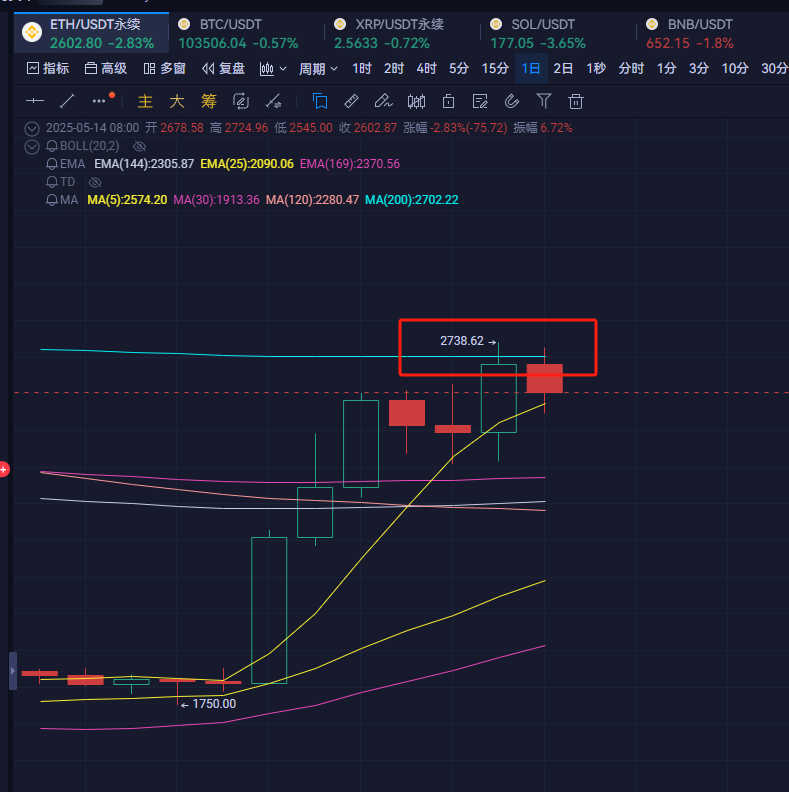 ETH/USDT永续
2602.80 -2.83%
BTC/USDT
103506.04 -0.57%
XRP/USDT永续
2.5633 -0.72%
SOL/USDT
177.05 -3.65%
BNB/USDT
652.15 -1.8%
指标 高级 多窗 复盘 周期 1时 2时 4时 5分 15分 1日 2日 1秒 分时 1分 3分 10分 30分
主 大 筹
2025-05-14 08:00 开 2678.58 高 2724.96 低 2545.00 收 2602.87 涨幅 -2.83%(-75.72) 振幅 6.72%
BOLL(20,2)
EMA EMA(144):2305.87 EMA(25):2090.06 EMA(169):2370.56
TD
MA MA(5):2574.20 MA(30):1913.36 MA(120):2280.47 MA(200):2702.22
2738.62→
←1750.00